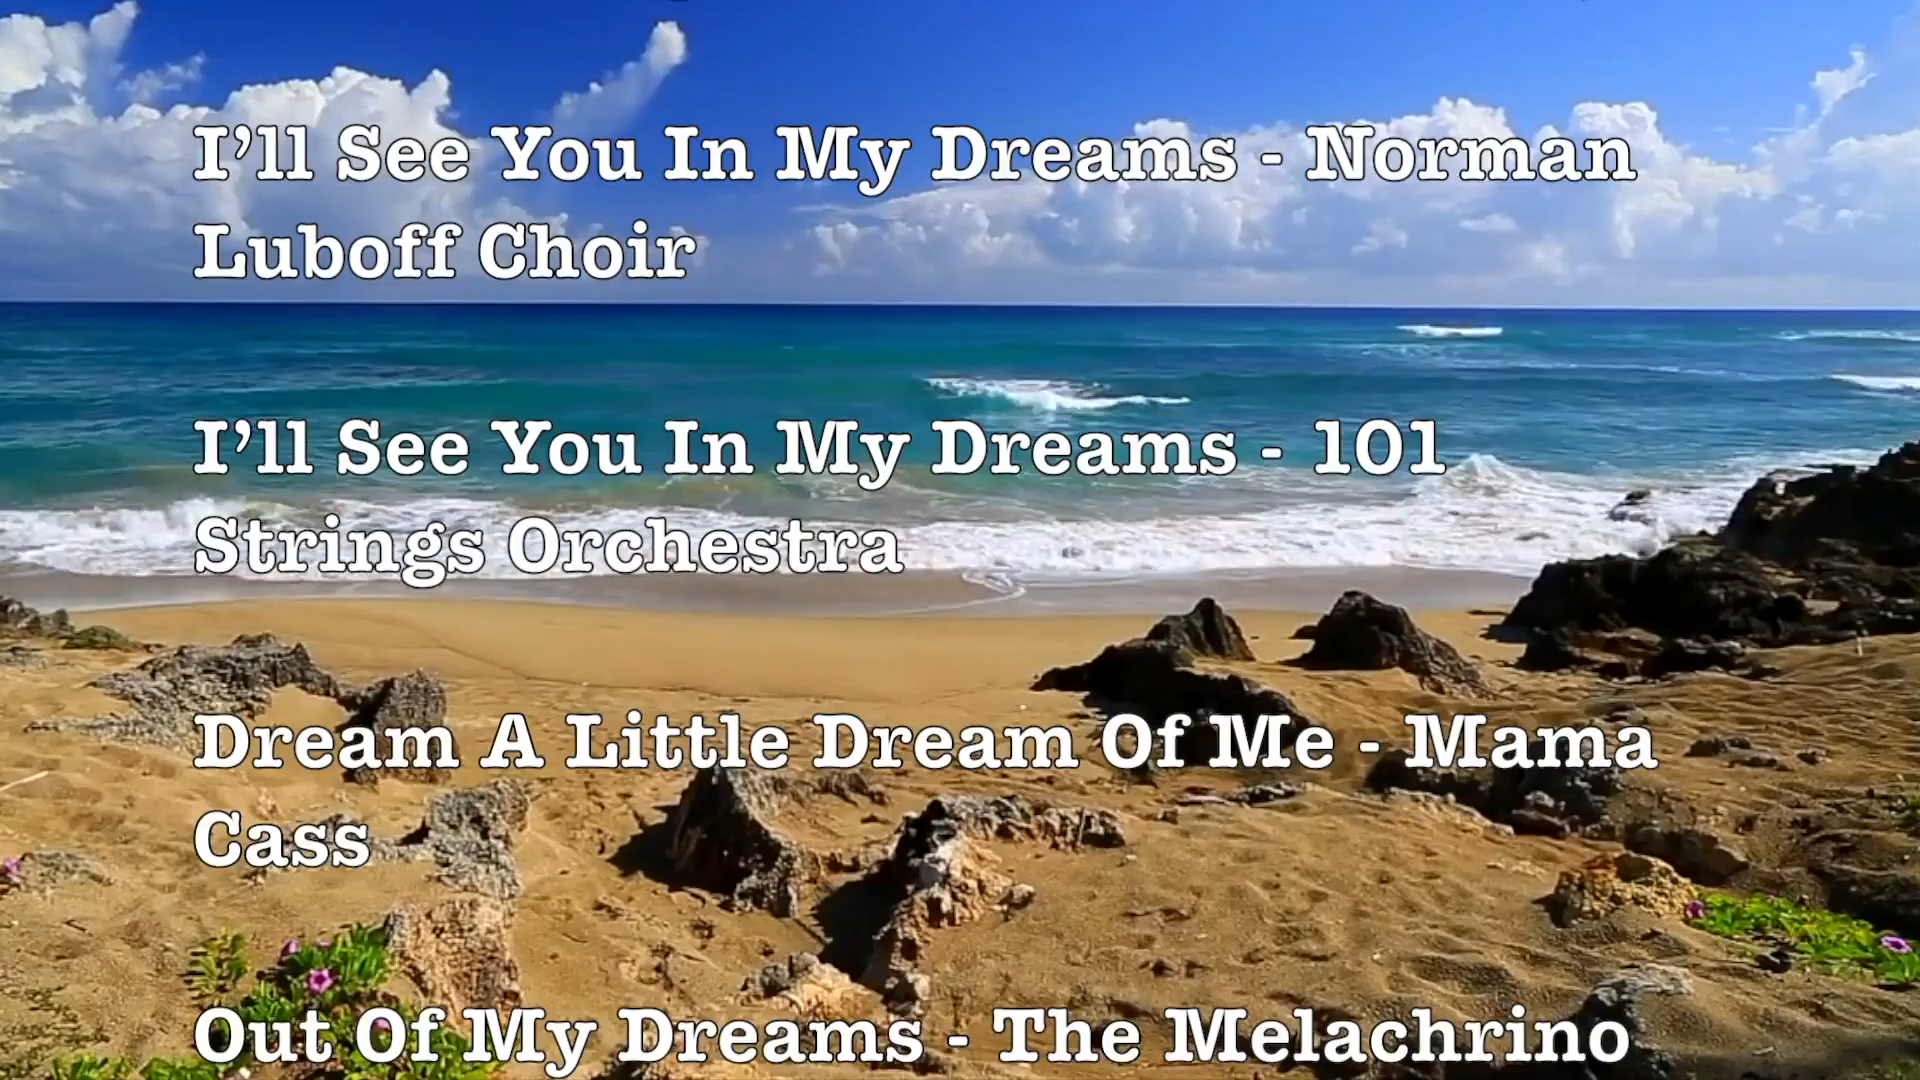 I’ll See You In My Dreams - Norman
Luboff Choir
I’ll See You In My Dreams - 101
Strings Orchestra
Dream A Little Dream Of Me - Mama
Cass
Out Of My Dreams - The Melachrino